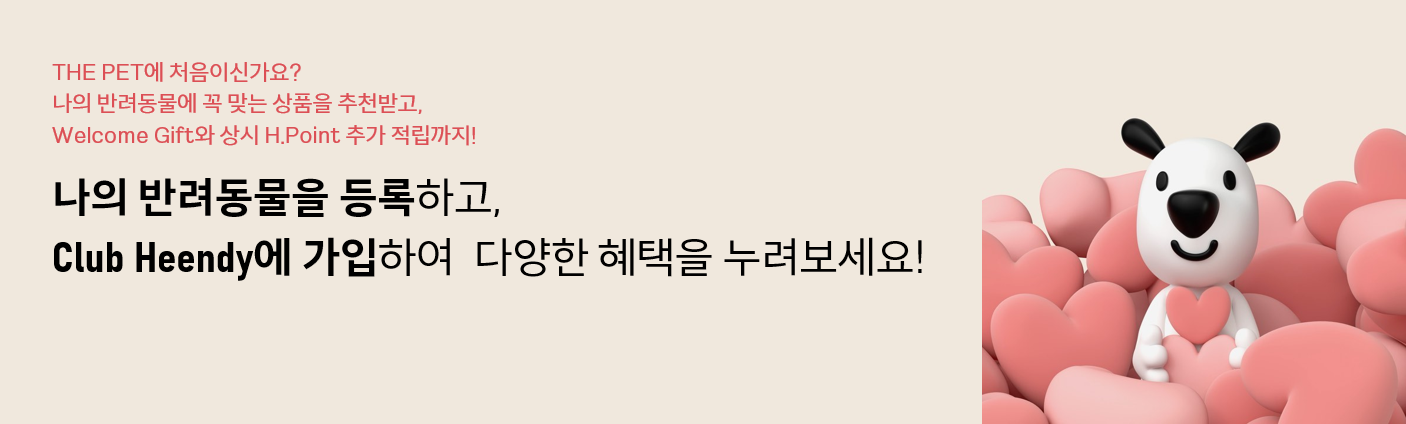 THE PET에 처음이신가요?
나의 반려동물에 꼭 맞는 상품을 추천받고,
Welcome Gift와 상시 H.Point 추가 적립까지!
나의 반려동물을 등록하고,
Club Heendy에 가입하여 다양한 혜택을 누려보세요!